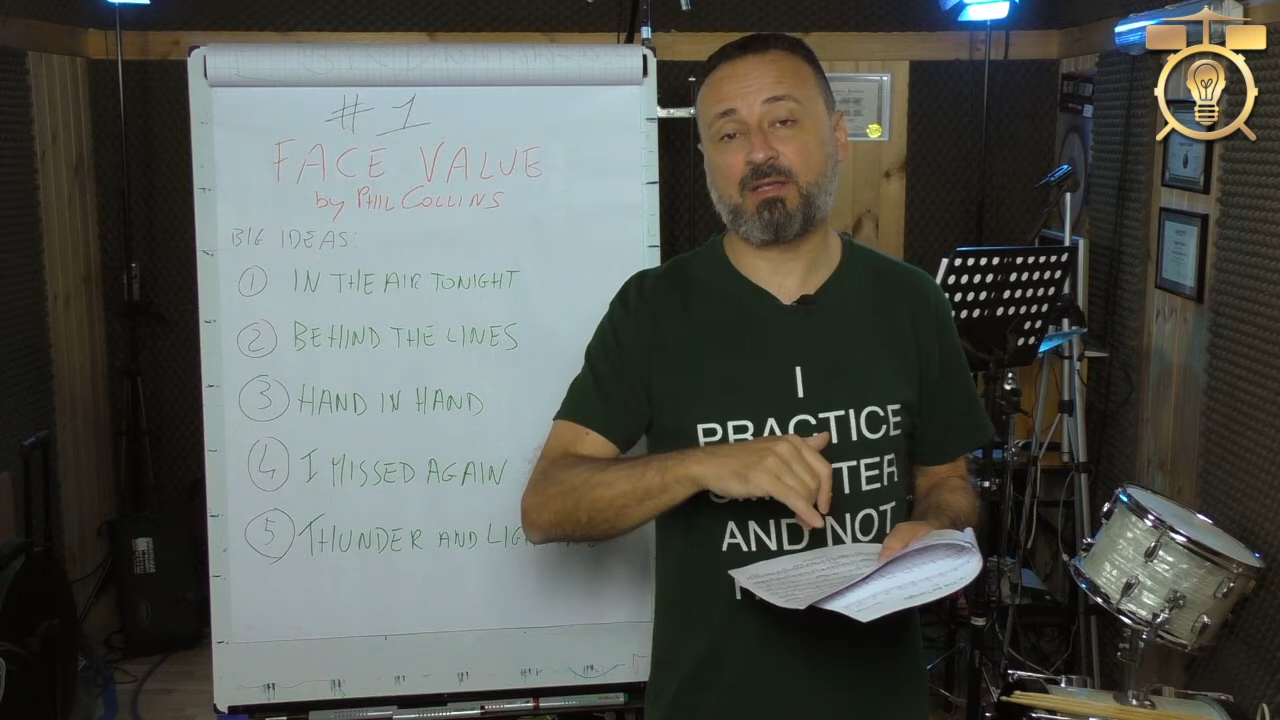 #1
FACE VALUE
by PHIL COLLINS
BIG IDEAS:
1 IN THE AIR TONIGHT
2 BEHIND THE LINES
3 HAND IN HAND
4 I MISSED AGAIN
5 THUNDER AND
I
PRACTICE
AND NOT